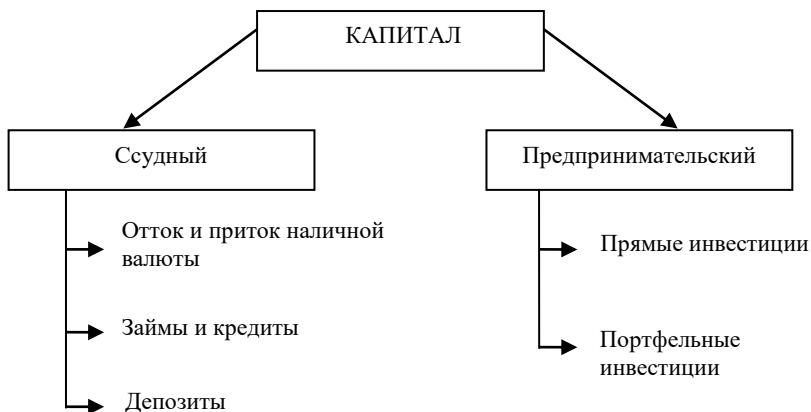 КАПИТАЛ
Ссудный
Предпринимательский
Отток и приток наличной
валюты
Прямые инвестиции
Займы и кредиты
Портфельные
инвестиции
Депозиты